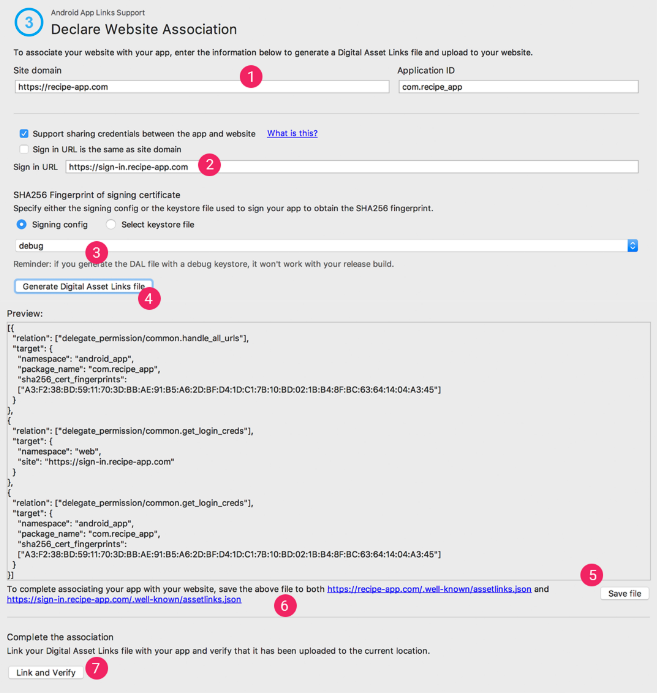 3
Android App Links Support
Declare Website Association
To associate your website with your app, enter the information below to generate a Digital Asset Links file and upload to your website.
Site domain
Application ID
1
https://recipe-app.com
com.recipe_app
Support sharing credentials between the app and website What is this?
Sign in URL is the same as site domain
Sign in URL https://sign-in.recipe-app.com
2
SHA256 Fingerprint of signing certificate
Specify either the signing config or the keystore file used to sign your app to obtain the SHA256 fingerprint.
Signing config Select keystore file
debug
3
Reminder: if you generate the DAL file with a debug keystore, it won't work with your release build.
Generate Digital Asset Links file
4
Preview:
[{
"relation": ["delegate_permission/common.handle_all_urls"],
"target": {
"namespace": "android_app",
"package_name": "com.recipe_app",
"sha256_cert_fingerprints":
["A3:F2:38:BD:59:11:70:3D:BB:AE:91:B5:A6:2D:BF:D4:1D:C1:7B:10:BD:02:1B:B4:8F:BC:63:64:14:04:A3:45"]
}
},
{
"relation": ["delegate_permission/common.get_login_creds"],
"target": {
"namespace": "web",
"site": "https://sign-in.recipe-app.com"
}
},
{
"relation": ["delegate_permission/common.get_login_creds"],
"target": {
"namespace": "android_app",
"package_name": "com.recipe_app",
"sha256_cert_fingerprints":
["A3:F2:38:BD:59:11:70:3D:BB:AE:91:B5:A6:2D:BF:D4:1D:C1:7B:10:BD:02:1B:B4:8F:BC:63:64:14:04:A3:45"]
}
}]
5
To complete associating your app with your website, save the above file to both https://recipe-app.com/.well-known/assetlinks.json and
https://sign-in.recipe-app.com/.well-known/assetlinks.json
Save file
6
Complete the association
Link your Digital Asset Links file with your app and verify that it has been uploaded to the current location.
Link and Verify
7